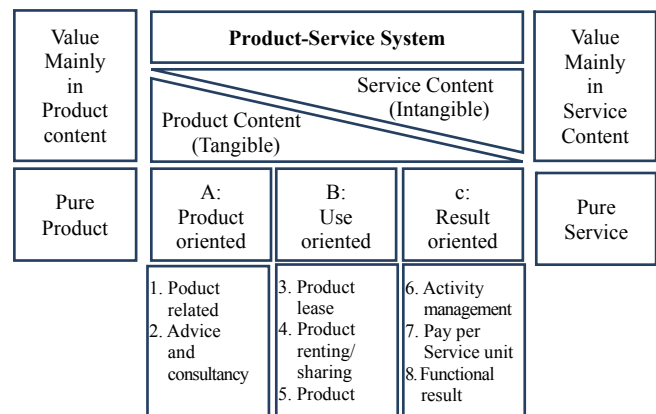 Value
Mainly
in
Product
content
Product-Service System
Service Content
(Intangible)
Product Content
(Tangible)
Value
Mainly
in
Service
Content
Pure
Product
A:
Product
oriented
B:
Use
oriented
c:
Result
oriented
Pure
Service
1. Poduct
related
2. Advice
and
consultancy
3. Product
lease
4. Product
renting/
sharing
5. Product
6. Activity
management
7. Pay per
Service unit
8. Functional
result